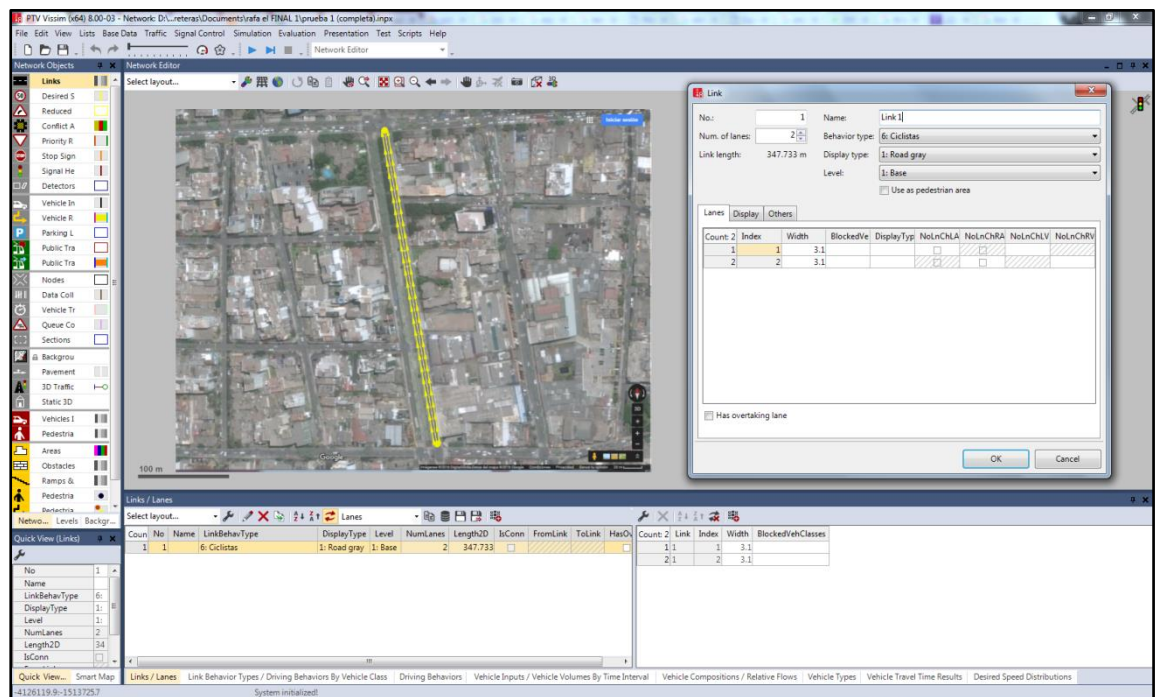 PTV Vissim (x64) 8.00-03 - Network: D:\...reteras\Documents\rafa el FINAL 1\prueba 1 (completa).inpx
File Edit View Lists Base Data Traffic Signal Control Simulation Evaluation Presentation Test Scripts Help
Network Editor
Network Objects
Links
Desired S
Reduced
Conflict A
Priority R
Stop Sign
Signal He
Detectors
Vehicle In
Vehicle R
Parking L
Public Tra
Public Tra
Nodes
Data Coll
Vehicle Tr
Queue Co
Sections
Backgrou
Pavement
3D Traffic
Static 3D
Vehicles I
Pedestria
Areas
Obstacles
Ramps &
Pedestria
Pedestria
Netwo... Levels Backgr...
Network Editor
Select layout...
Iniciar sesión
Google
100 m
Link
No.: 1 Name: Link 1
Num. of lanes: 2 Behavior type: 6: Ciclistas
Link length: 347.733 m Display type: 1: Road gray
Level: 1: Base
Use as pedestrian area
Lanes Display Others
Count: 2 Index Width BlockedVe DisplayTyp NoLnChLA NoLnChRA NoLnChLV NoLnChRV
1 1 3.1
2 2 3.1
Has overtaking lane
OK Cancel
Quick View (Links)
No 1
Name
LinkBehavType 6:
DisplayType 1:
Level 1:
NumLanes 2
Length2D 34
IsConn
Quick View... Smart Map
Links / Lanes
Select layout... Lanes
Coun No Name LinkBehavType DisplayType Level NumLanes Length2D IsConn FromLink ToLink HasOv
1 1 6: Ciclistas 1: Road gray 1: Base 2 347.733
Count: 2 Link Index Width BlockedVehClasses
1 1 1 3.1
2 1 2 3.1
Links / Lanes Link Behavior Types / Driving Behaviors By Vehicle Class Driving Behaviors Vehicle Inputs / Vehicle Volumes By Time Interval Vehicle Compositions / Relative Flows Vehicle Types Vehicle Travel Time Results Desired Speed Distributions
-4126119.9:-1513725.7 System initialized!